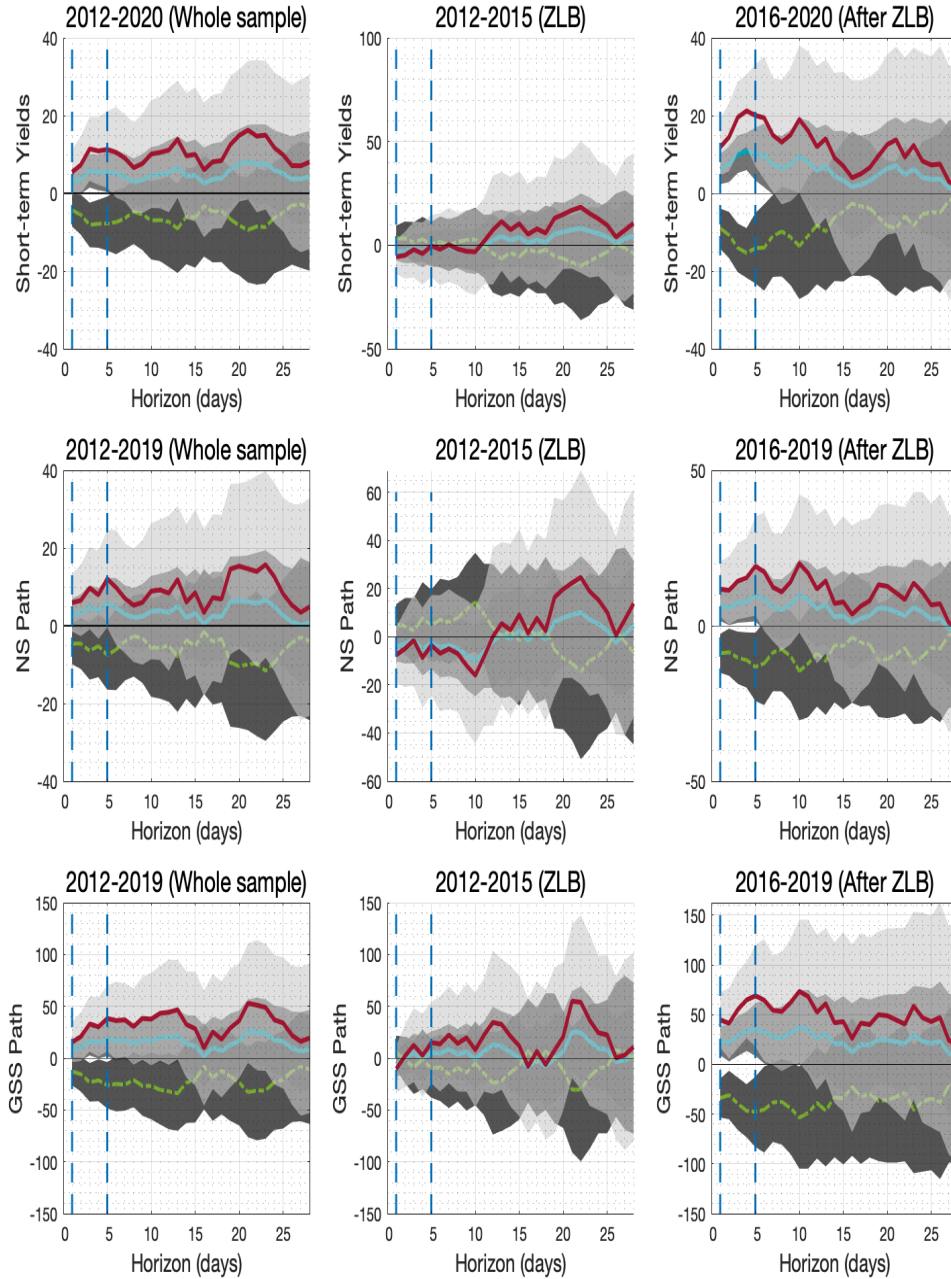 2012-2020 (Whole sample)
2012-2015 (ZLB)
2016-2020 (After ZLB)
Short-term Yields
40
20
0
-20
-40
0 5 10 15 20 25
Horizon (days)
Short-term Yields
100
50
0
-50
0 5 10 15 20 25
Horizon (days)
Short-term Yields
40
20
0
-20
-40
0 5 10 15 20 25
Horizon (days)
2012-2019 (Whole sample)
2012-2015 (ZLB)
2016-2019 (After ZLB)
NS Path
40
20
0
-20
-40
0 5 10 15 20 25
Horizon (days)
NS Path
60
40
20
0
-20
-40
-60
0 5 10 15 20 25
Horizon (days)
NS Path
50
0
-50
0 5 10 15 20 25
Horizon (days)
2012-2019 (Whole sample)
2012-2015 (ZLB)
2016-2019 (After ZLB)
GSS Path
150
100
50
0
-50
-100
-150
0 5 10 15 20 25
Horizon (days)
GSS Path
150
100
50
0
-50
-100
-150
0 5 10 15 20 25
Horizon (days)
GSS Path
150
100
50
0
-50
-100
-150
0 5 10 15 20 25
Horizon (days)